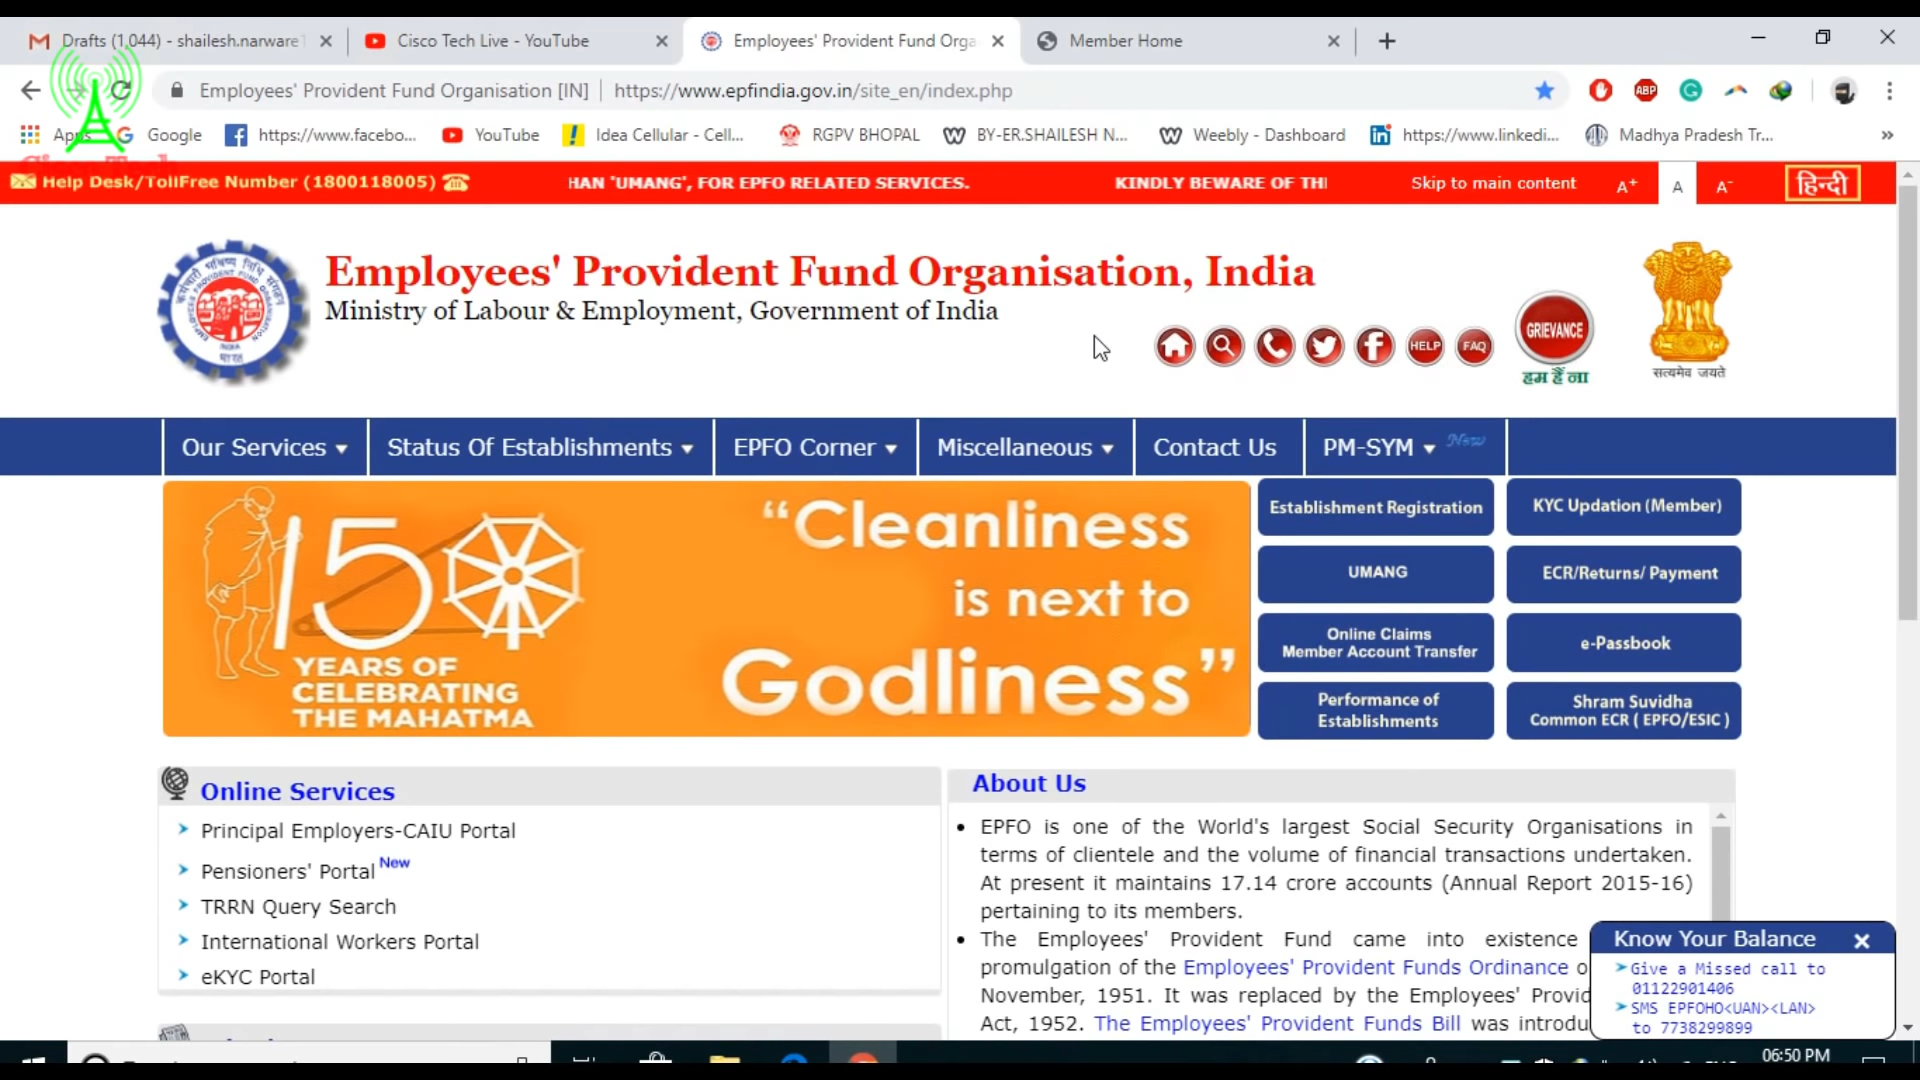 Drafts (1,044) - shailesh.narware1
Cisco Tech Live - YouTube
Employees' Provident Fund Orga
Member Home
Employees' Provident Fund Organisation [IN] | https://www.epfindia.gov.in/site_en/index.php
ABP
Apps
Google
https://www.facebo...
YouTube
Idea Cellular - Cell...
RGPV BHOPAL
BY-ER.SHAILESH N...
Weebly - Dashboard
https://www.linkedi...
Madhya Pradesh Tr...
»
Help Desk/TollFree Number (1800118005)
HAN 'UMANG', FOR EPFO RELATED SERVICES.
KINDLY BEWARE OF TH
Skip to main content
A+
A
A-
हिन्दी
Employees' Provident Fund Organisation, India
Ministry of Labour & Employment, Government of India
HELP
FAQ
GRIEVANCE
हम हैं ना
सत्यमेव जयते
Our Services
Status Of Establishments
EPFO Corner
Miscellaneous
Contact Us
PM-SYM
New
150
YEARS OF
CELEBRATING
THE MAHATMA
“Cleanliness
is next to
Godliness”
Establishment Registration
KYC Updation (Member)
UMANG
ECR/Returns/ Payment
Online Claims
Member Account Transfer
e-Passbook
Performance of
Establishments
Shram Suvidha
Common ECR ( EPFO/ESIC )
Online Services
Principal Employers-CAIU Portal
Pensioners' Portal New
TRRN Query Search
International Workers Portal
eKYC Portal
About Us
EPFO is one of the World's largest Social Security Organisations in
terms of clientele and the volume of financial transactions undertaken.
At present it maintains 17.14 crore accounts (Annual Report 2015-16)
pertaining to its members.
The Employees' Provident Fund came into existence
promulgation of the Employees' Provident Funds Ordinance o
November, 1951. It was replaced by the Employees' Provid
Act, 1952. The Employees' Provident Funds Bill was introdu
Know Your Balance
Give a Missed call to
01122901406
SMS EPFOHO<UAN><LAN>
to 7738299899
06:50 PM